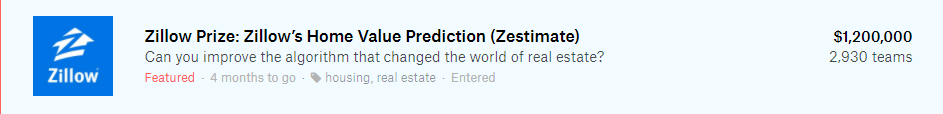 Zillow
Zillow Prize: Zillow’s Home Value Prediction (Zestimate)
$1,200,000
Can you improve the algorithm that changed the world of real estate?
2,930 teams
Featured · 4 months to go · housing, real estate · Entered